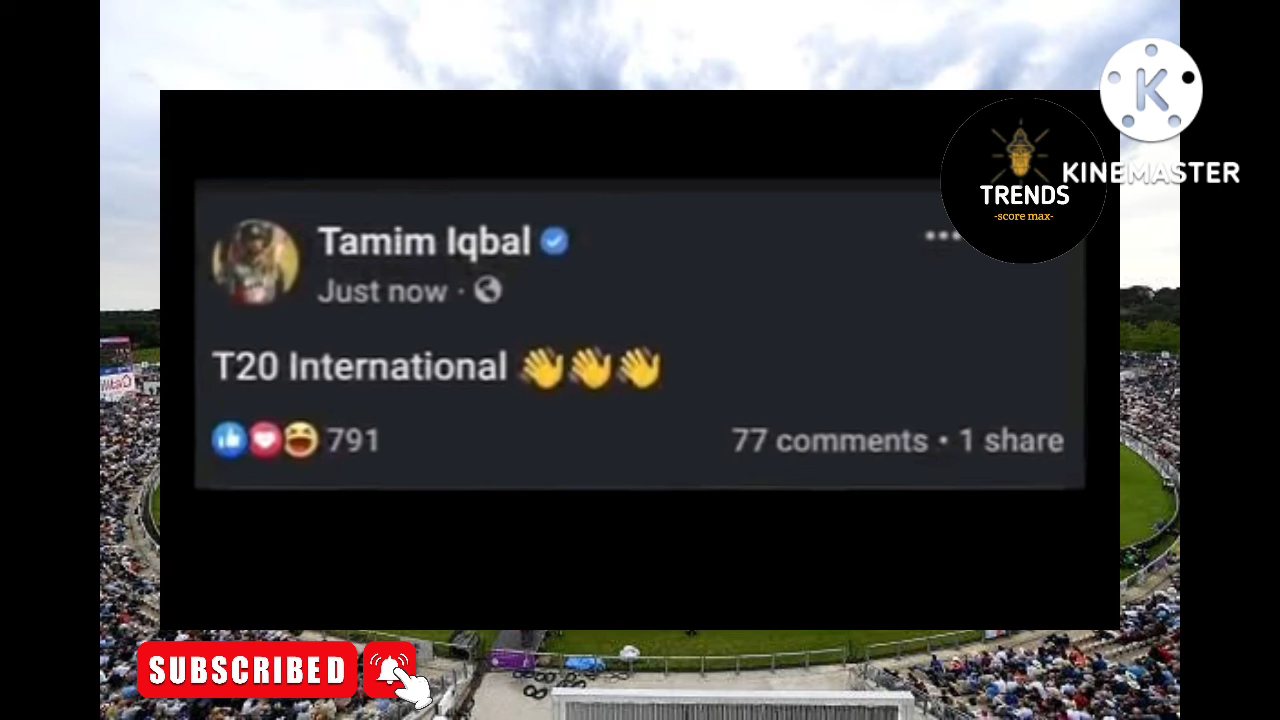 K
KINEMASTER
TRENDS
-score max-
Tamim Iqbal
Just now ·
T20 International 👋👋👋
791
77 comments • 1 share
SUBSCRIBED